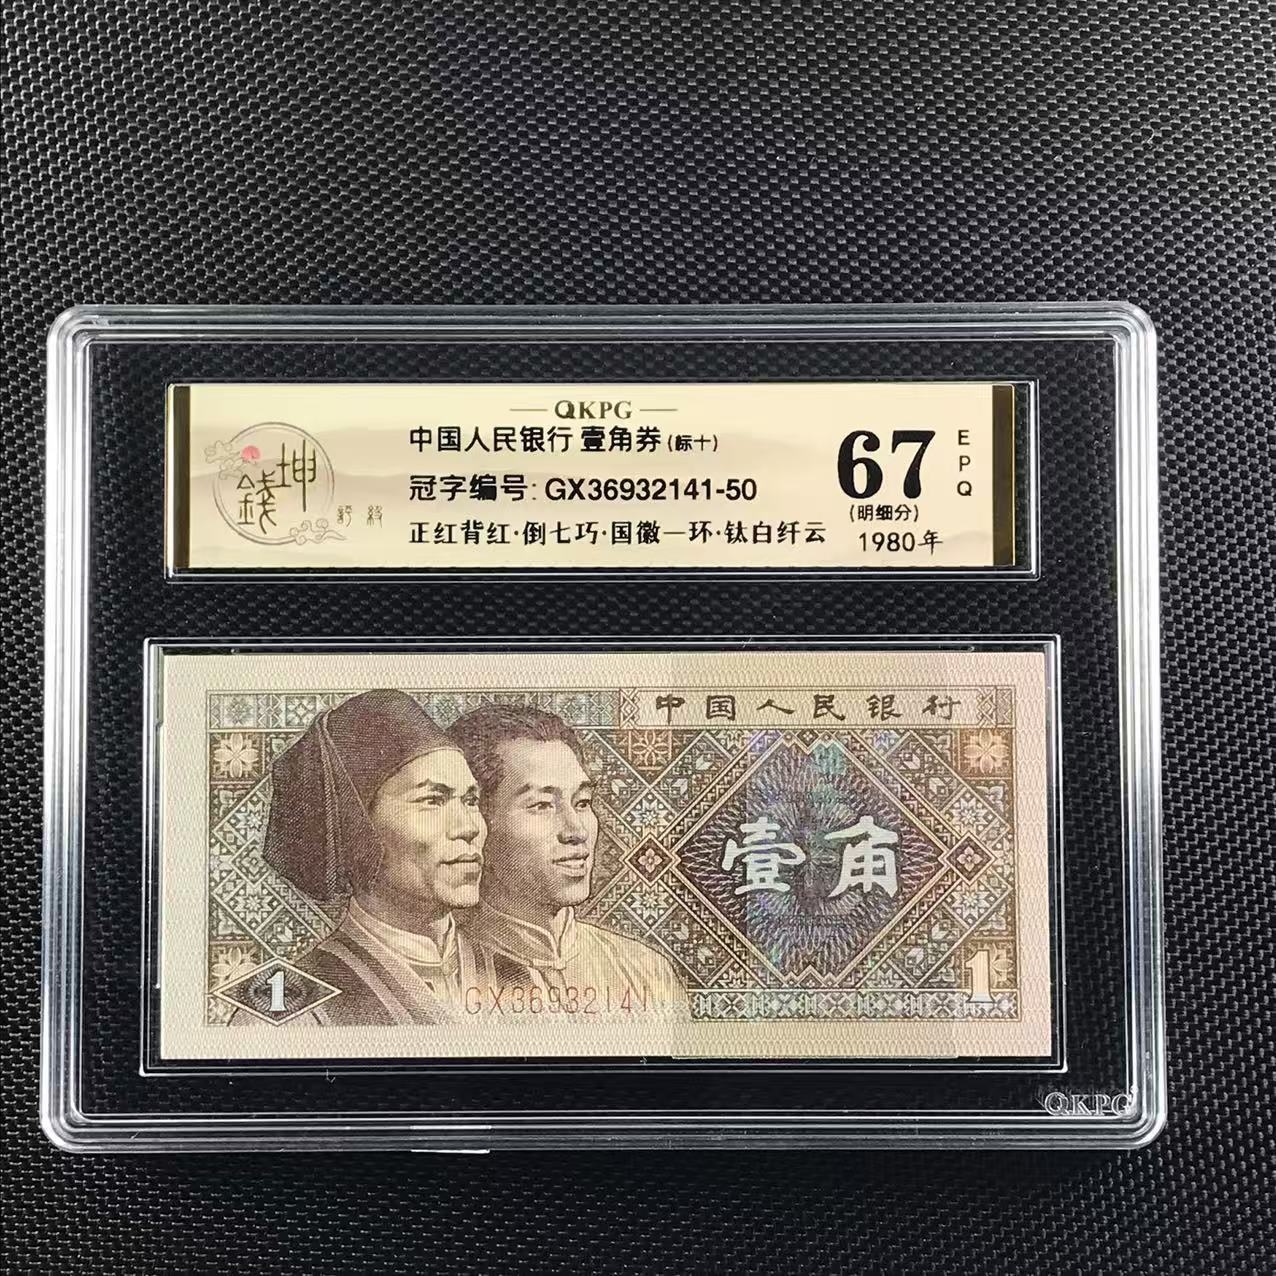 QKPG
中国人民银行 壹角券(标十)
冠字编号: GX36932141-50
正红背红·倒七巧·国徽一环·钛白纤云
坤
錢
67
EPQ
(明细分)
1980年
中国人民银行
壹角
1
GX36932141
1
QKPG